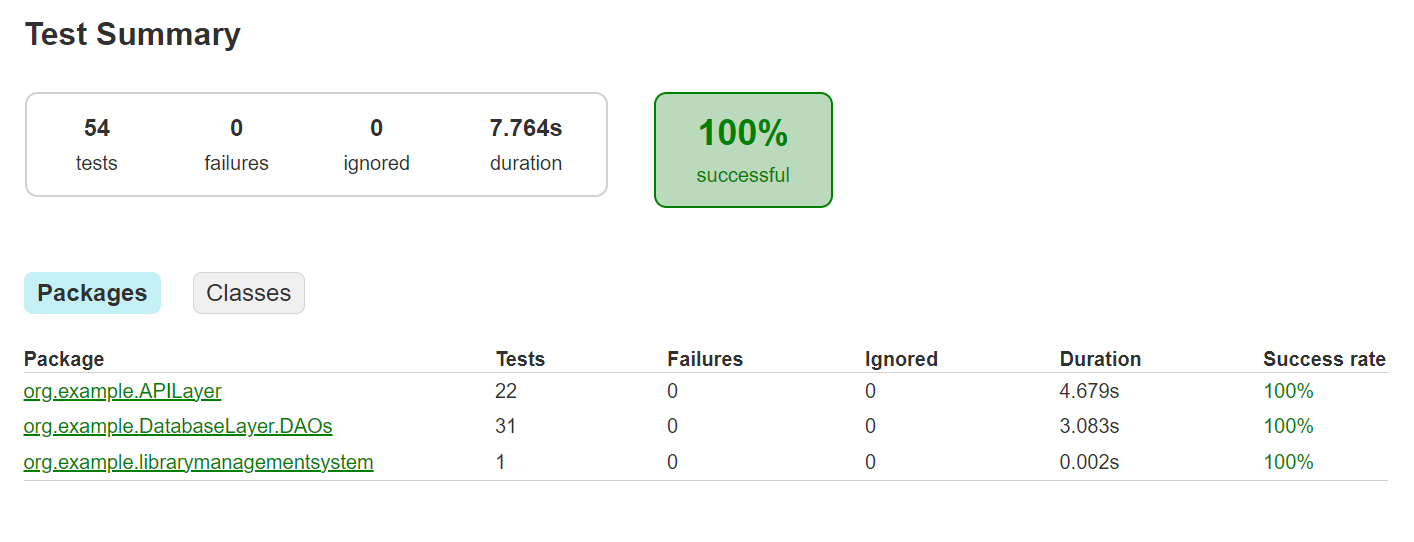 Test Summary
54 0 0 7.764s
tests failures ignored duration
100%
successful
Packages Classes
Package Tests Failures Ignored Duration Success rate
org.example.APILayer 22 0 0 4.679s 100%
org.example.DatabaseLayer.DAOs 31 0 0 3.083s 100%
org.example.librarymanagementsystem 1 0 0 0.002s 100%